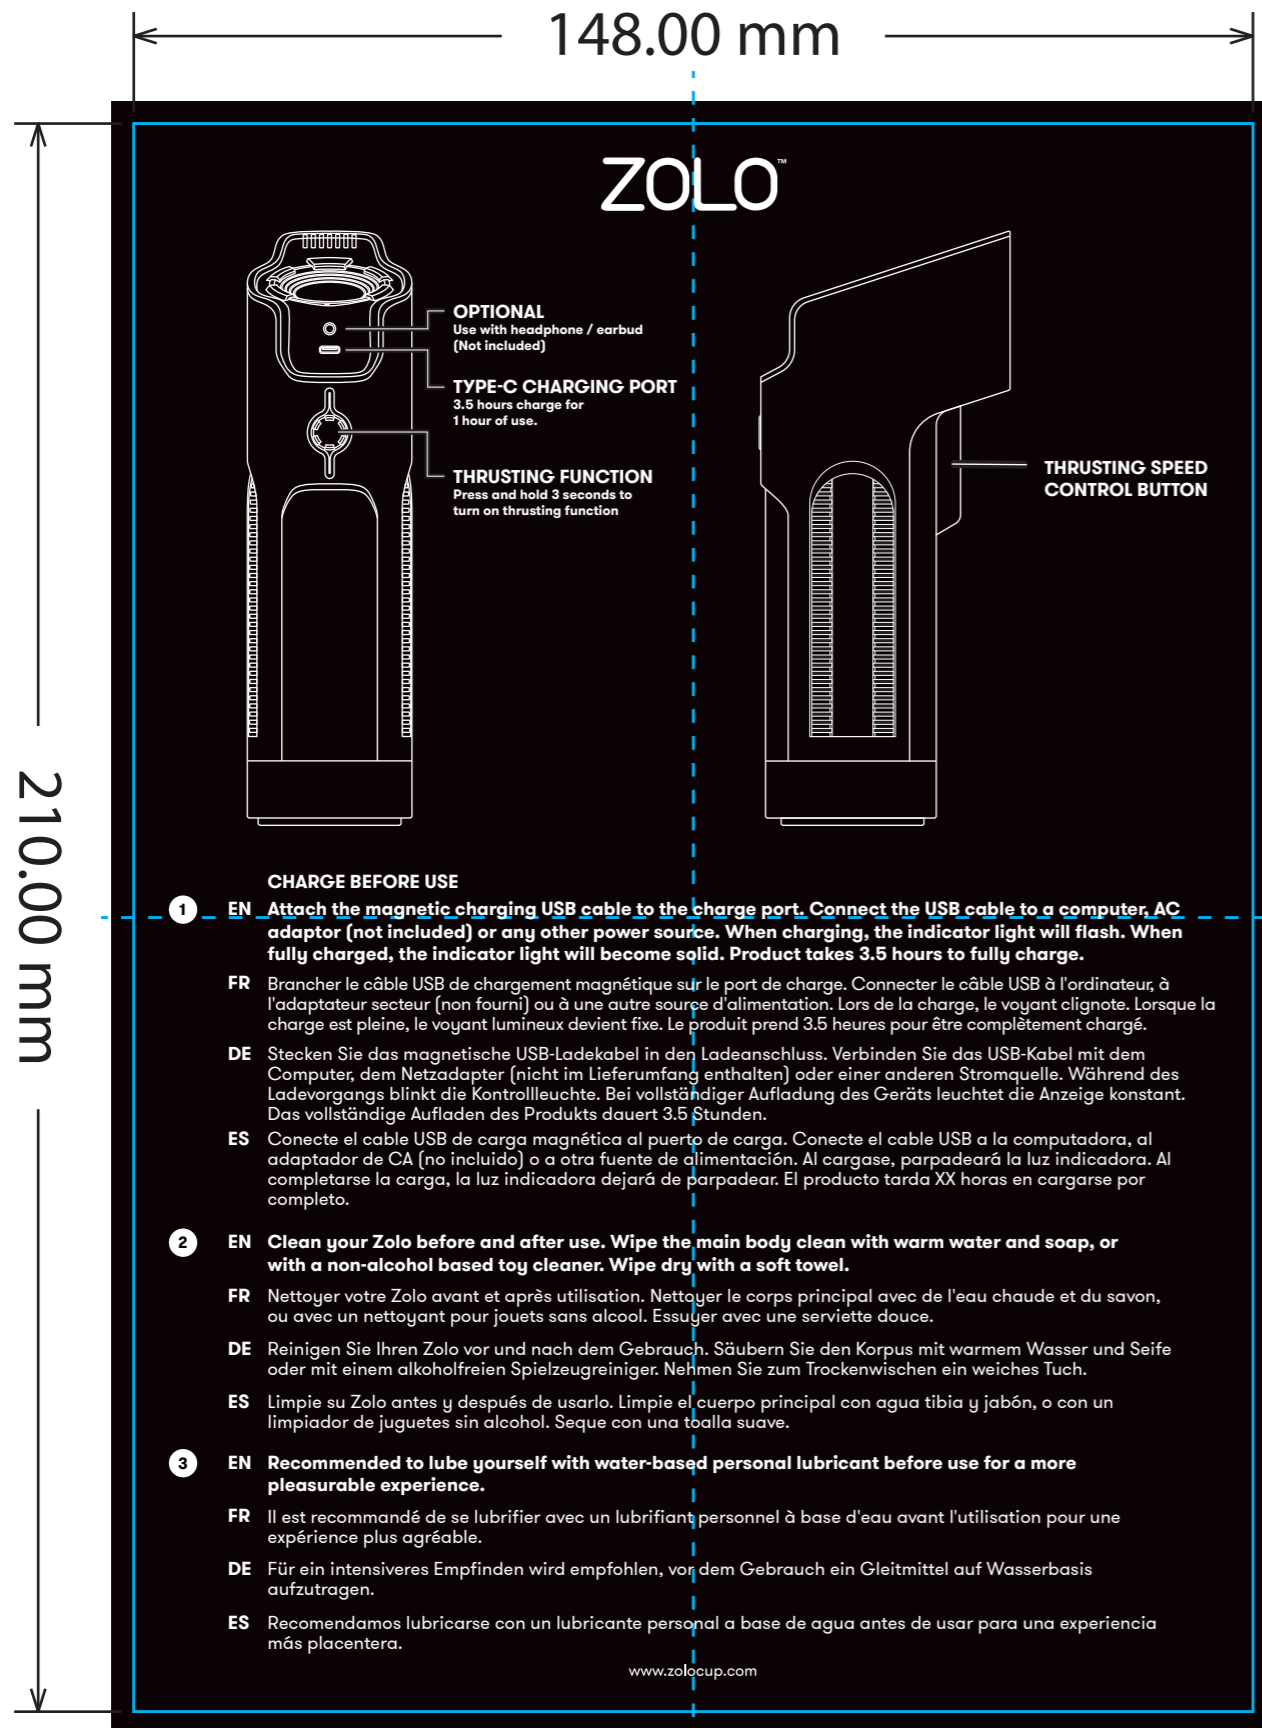 148.00 mm
210.00 mm
ZOLO™
OPTIONAL
Use with headphone / earbud
(Not included)
TYPE-C CHARGING PORT
3.5 hours charge for
1 hour of use.
THRUSTING FUNCTION
Press and hold 3 seconds to
turn on thrusting function
THRUSTING SPEED
CONTROL BUTTON
CHARGE BEFORE USE
1 EN Attach the magnetic charging USB cable to the charge port. Connect the USB cable to a computer, AC
adaptor (not included) or any other power source. When charging, the indicator light will flash. When
fully charged, the indicator light will become solid. Product takes 3.5 hours to fully charge.
FR Brancher le câble USB de chargement magnétique sur le port de charge. Connecter le câble USB à l'ordinateur, à
l'adaptateur secteur (non fourni) ou à une autre source d'alimentation. Lors de la charge, le voyant clignote. Lorsque la
charge est pleine, le voyant lumineux devient fixe. Le produit prend 3.5 heures pour être complètement chargé.
DE Stecken Sie das magnetische USB-Ladekabel in den Ladeanschluss. Verbinden Sie das USB-Kabel mit dem
Computer, dem Netzadapter (nicht im Lieferumfang enthalten) oder einer anderen Stromquelle. Während des
Ladevorgangs blinkt die Kontrollleuchte. Bei vollständiger Aufladung des Geräts leuchtet die Anzeige konstant.
Das vollständige Aufladen des Produkts dauert 3.5 Stunden.
ES Conecte el cable USB de carga magnética al puerto de carga. Conecte el cable USB a la computadora, al
adaptador de CA (no incluido) o a otra fuente de alimentación. Al cargase, parpadeará la luz indicadora. Al
completarse la carga, la luz indicadora dejará de parpadear. El producto tarda XX horas en cargarse por
completo.
2 EN Clean your Zolo before and after use. Wipe the main body clean with warm water and soap, or
with a non-alcohol based toy cleaner. Wipe dry with a soft towel.
FR Nettoyer votre Zolo avant et après utilisation. Nettoyer le corps principal avec de l'eau chaude et du savon,
ou avec un nettoyant pour jouets sans alcool. Essuyer avec une serviette douce.
DE Reinigen Sie Ihren Zolo vor und nach dem Gebrauch. Säubern Sie den Korpus mit warmem Wasser und Seife
oder mit einem alkoholfreien Spielzeugreiniger. Nehmen Sie zum Trockenwischen ein weiches Tuch.
ES Limpie su Zolo antes y después de usarlo. Limpie el cuerpo principal con agua tibia y jabón, o con un
limpiador de juguetes sin alcohol. Seque con una toalla suave.
3 EN Recommended to lube yourself with water-based personal lubricant before use for a more
pleasurable experience.
FR Il est recommandé de se lubrifier avec un lubrifiant personnel à base d'eau avant l'utilisation pour une
expérience plus agréable.
DE Für ein intensiveres Empfinden wird empfohlen, vor dem Gebrauch ein Gleitmittel auf Wasserbasis
aufzutragen.
ES Recomendamos lubricarse con un lubricante personal a base de agua antes de usar para una experiencia
más placentera.
www.zolocup.com